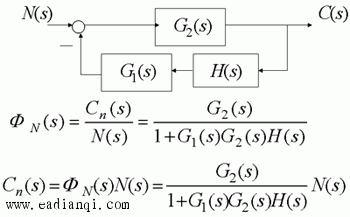 N(s) G₂(s) C(s)
−
G₁(s) H(s)
Φ_N(s) = C_n(s)/N(s) = G₂(s)/(1+G₁(s)G₂(s)H(s))
C_n(s) = Φ_N(s)N(s) = G₂(s)/(1+G₁(s)G₂(s)H(s)) N(s)
www.eadianqi.com